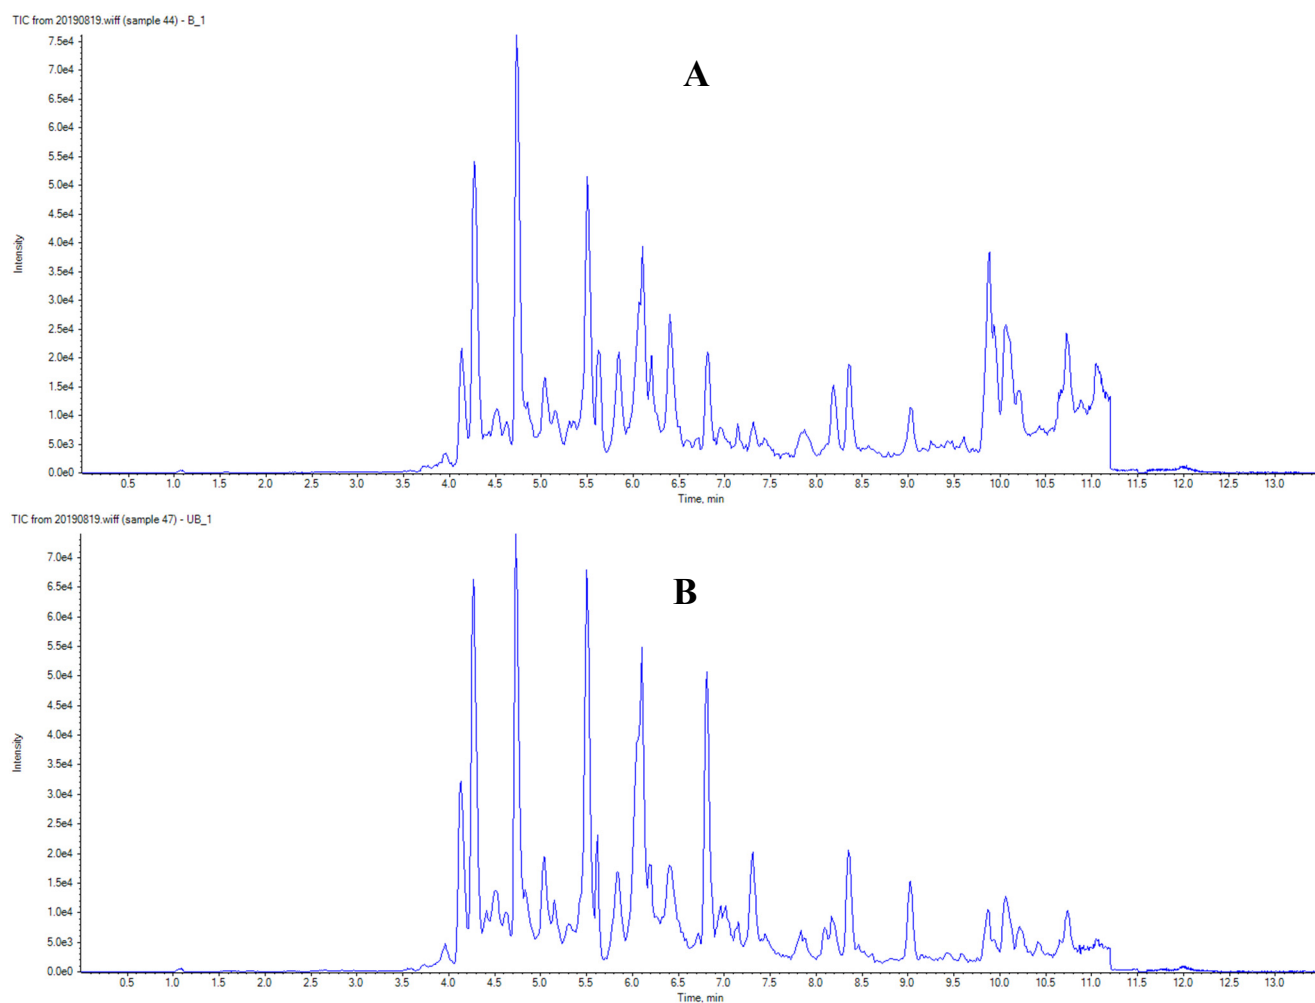 TIC from 20190819.wiff (sample 44) - B_1
A
7.5e4
7.0e4
6.5e4
6.0e4
5.5e4
5.0e4
4.5e4
4.0e4
3.5e4
3.0e4
2.5e4
2.0e4
1.5e4
1.0e4
5.0e3
0.0e0
Intensity
0.5 1.0 1.5 2.0 2.5 3.0 3.5 4.0 4.5 5.0 5.5 6.0 6.5 7.0 7.5 8.0 8.5 9.0 9.5 10.0 10.5 11.0 11.5 12.0 12.5 13.0
Time, min
TIC from 20190819.wiff (sample 47) - UB_1
B
7.0e4
6.5e4
6.0e4
5.5e4
5.0e4
4.5e4
4.0e4
3.5e4
3.0e4
2.5e4
2.0e4
1.5e4
1.0e4
5.0e3
0.0e0
Intensity
0.5 1.0 1.5 2.0 2.5 3.0 3.5 4.0 4.5 5.0 5.5 6.0 6.5 7.0 7.5 8.0 8.5 9.0 9.5 10.0 10.5 11.0 11.5 12.0 12.5 13.0
Time, min